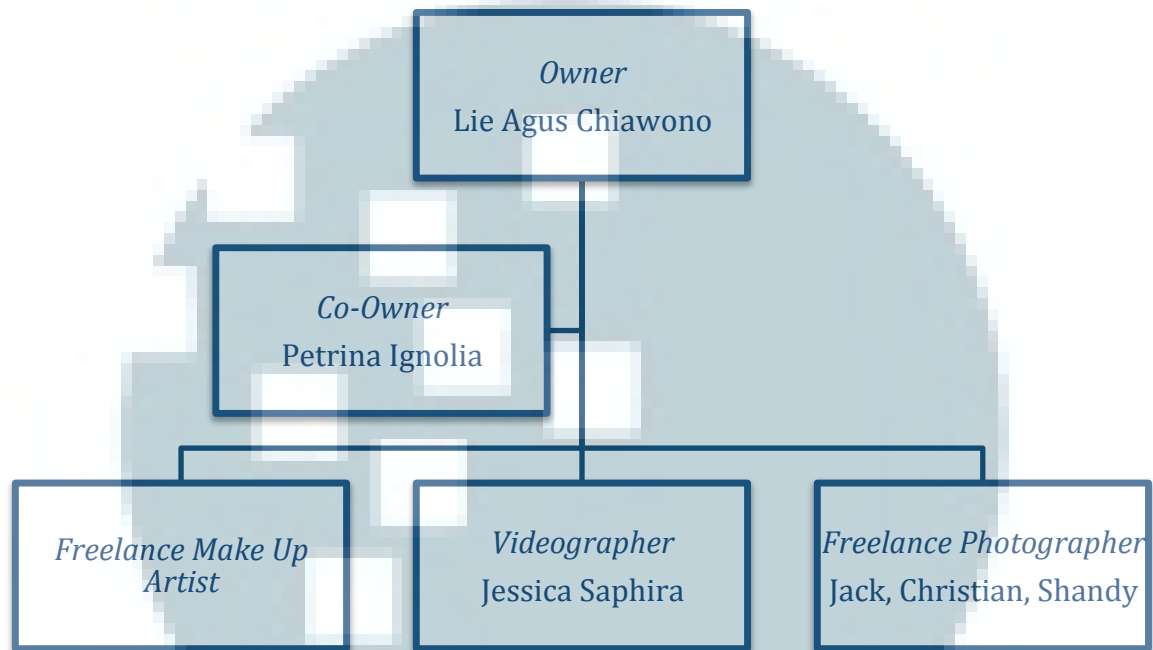 Owner
Lie Agus Chiawono
Co-Owner
Petrina Ignolia
Freelance Make Up
Artist
Videographer
Jessica Saphira
Freelance Photographer
Jack, Christian, Shandy